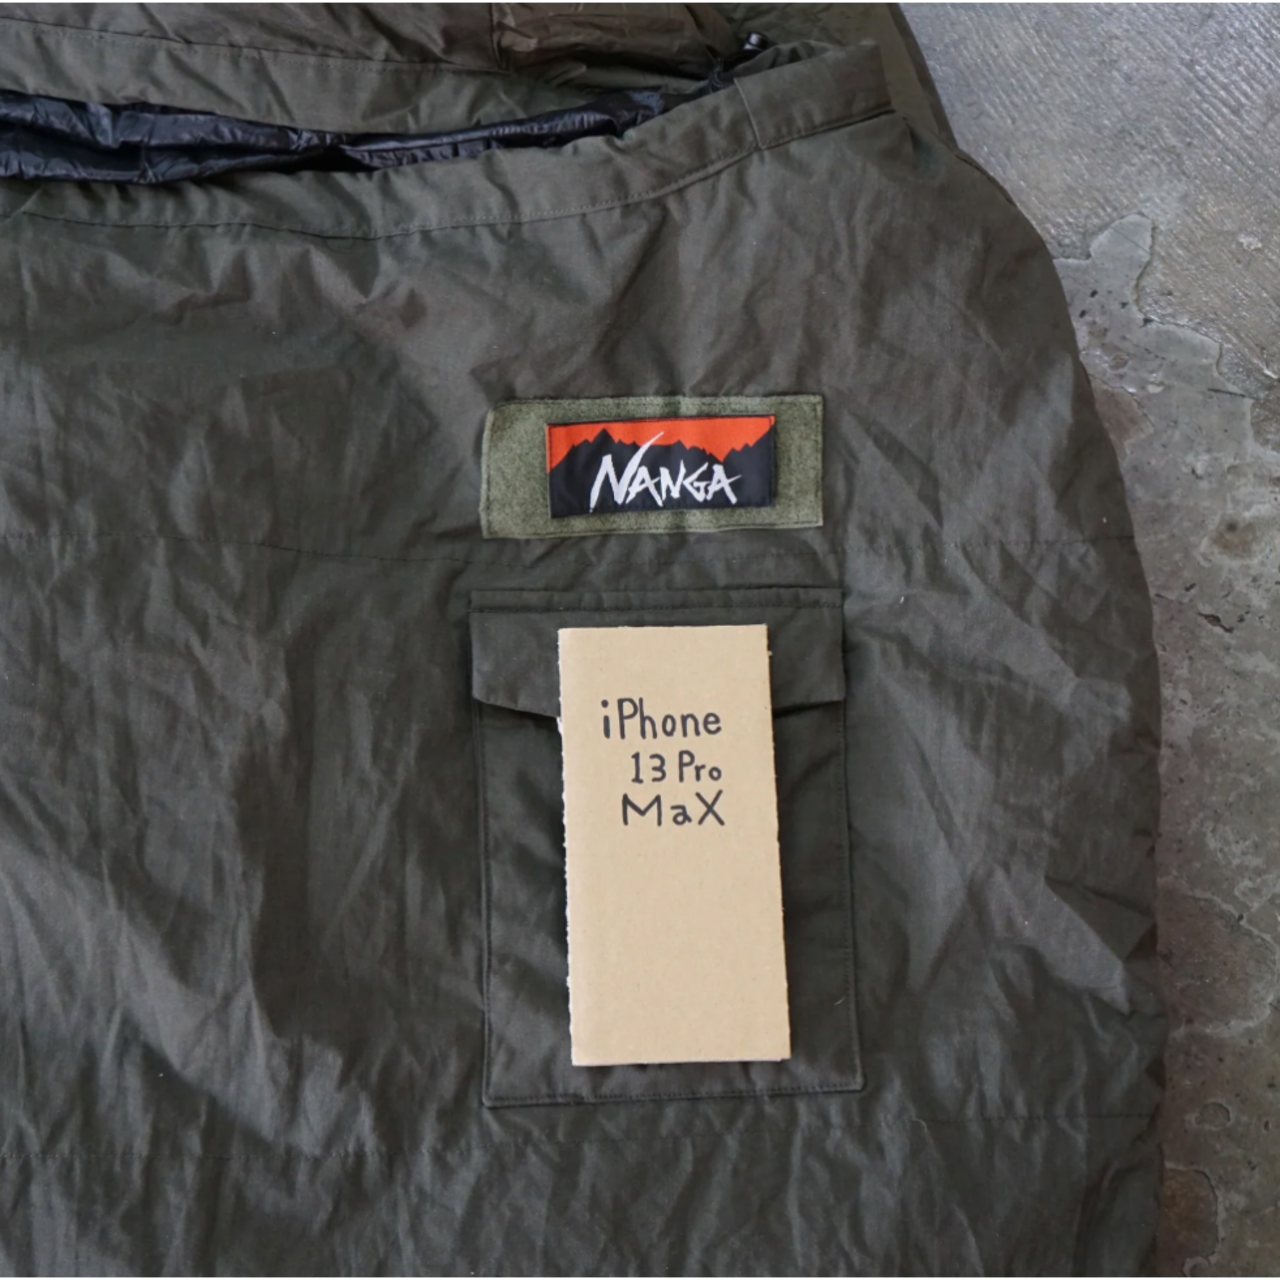 NANGA
iPhone
13 Pro
MaX